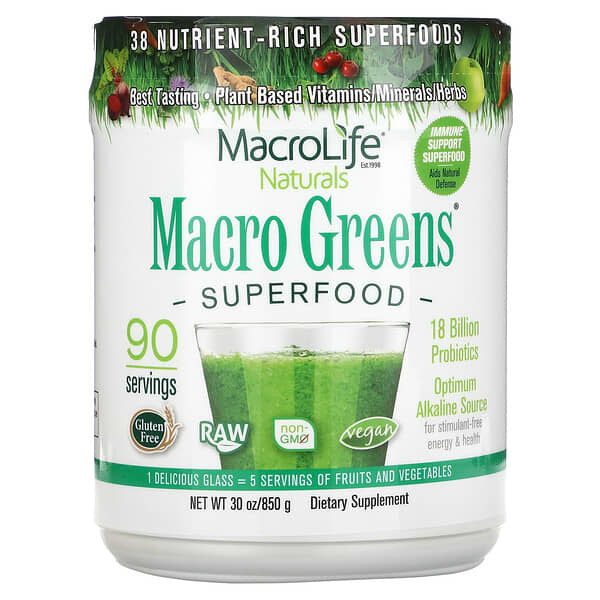 38 NUTRIENT-RICH SUPERFOODS
Best Tasting • Plant Based Vitamins/Minerals/Herbs
MacroLife®
Est.1998
Naturals
IMMUNE
SUPPORT
SUPERFOOD
Aids Natural
Defense
Macro Greens®
- SUPERFOOD -
90
servings
18 Billion
Probiotics
Optimum
Alkaline Source
for stimulant-free
energy & health
Gluten
Free
RAW
non-
GMO
vegan
1 DELICIOUS GLASS = 5 SERVINGS OF FRUITS AND VEGETABLES
NET WT 30 oz/850 g Dietary Supplement